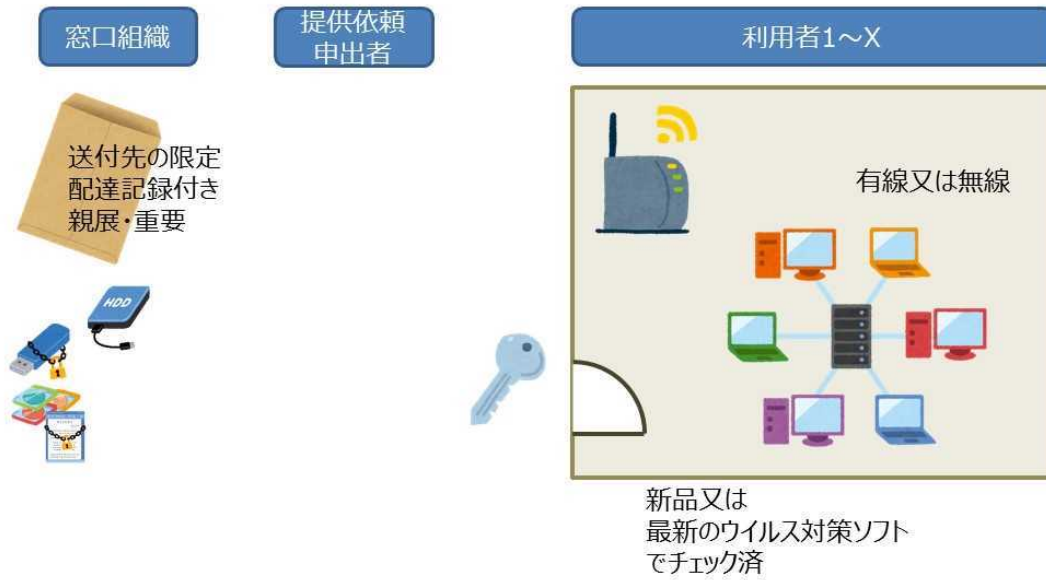 窓口組織
提供依頼
申出者
利用者1～X
送付先の限定
配達記録付き
親展・重要
HDD
有線又は無線
新品又は
最新のウイルス対策ソフト
でチェック済